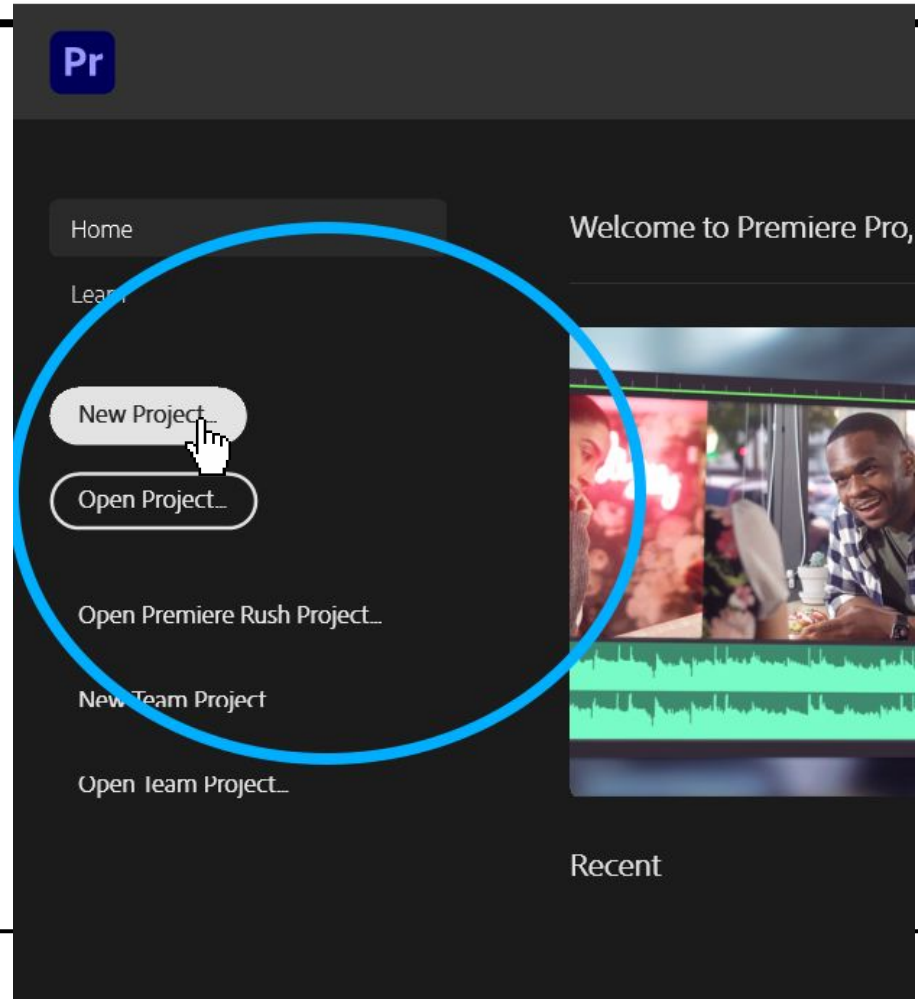 Pr
Home
Learn
Welcome to Premiere Pro,
New Project...
Open Project...
Open Premiere Rush Project...
New Team Project
Open Team Project...
Recent